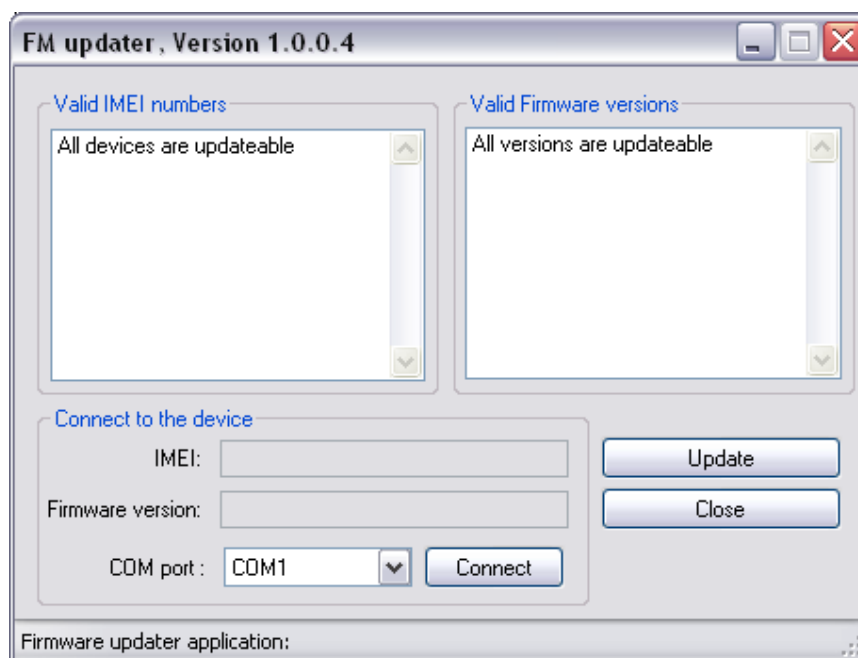 FM updater, Version 1.0.0.4
Valid IMEI numbers
All devices are updateable
Valid Firmware versions
All versions are updateable
Connect to the device
IMEI:
Firmware version:
COM port : COM1 Connect
Update
Close
Firmware updater application: